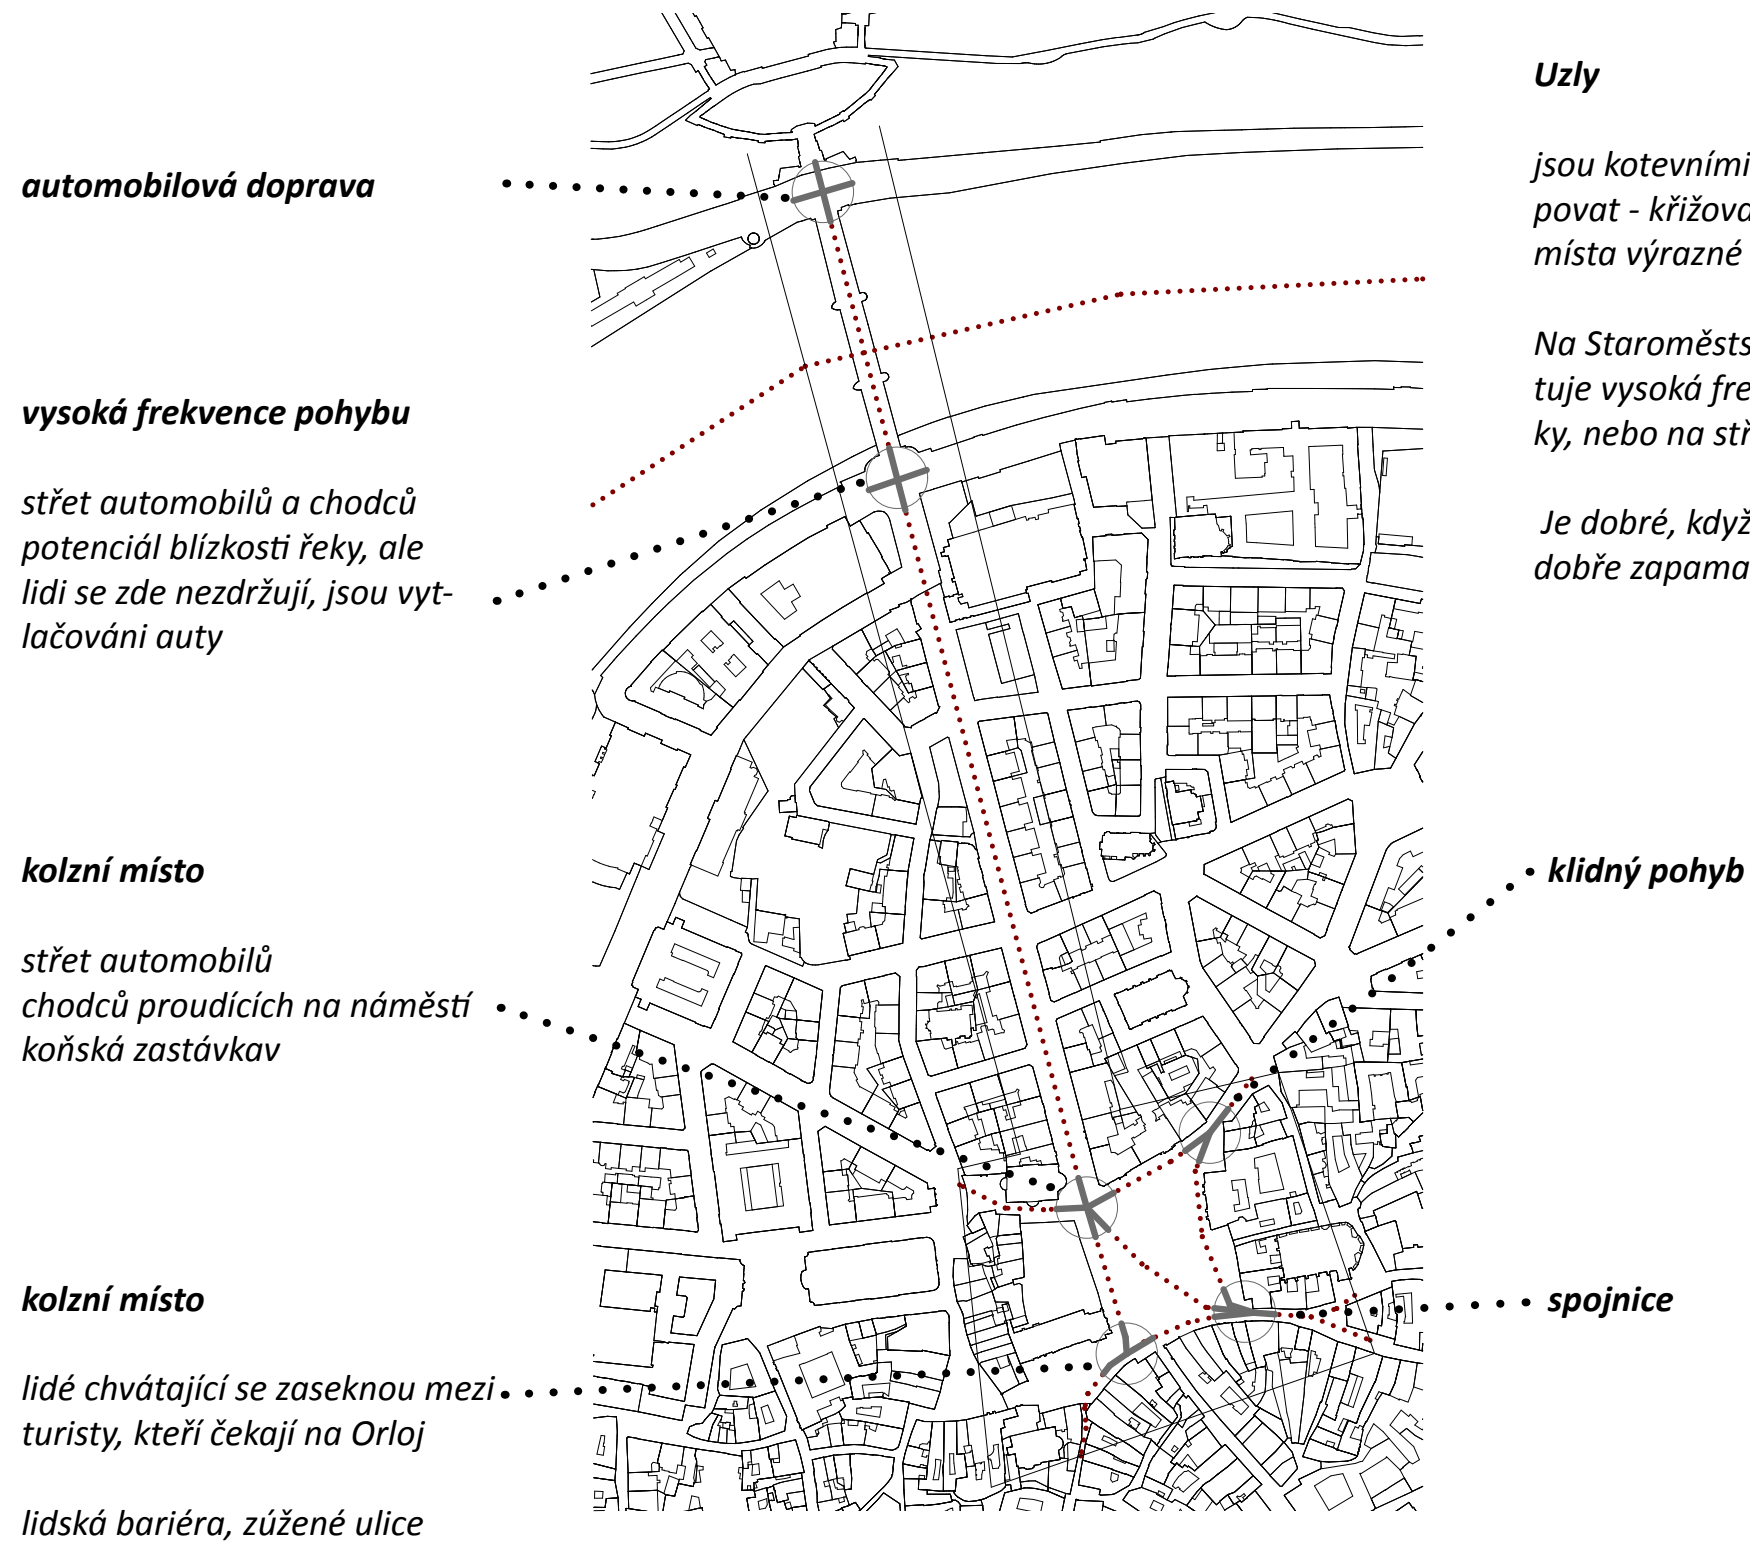 automobilová doprava
vysoká frekvence pohybu
střet automobilů a chodců
potenciál blízkosti řeky, ale
lidi se zde nezdržují, jsou vyt-
lačováni auty
kolzní místo
střet automobilů
chodců proudících na náměstí
koňská zastávkav
kolzní místo
lidé chvátající se zaseknou mezi
turisty, kteří čekají na Orloj
lidská bariéra, zúžené ulice
Uzly
jsou kotevními
povat - křižova
místa výrazné
Na Staroměsts
tuje vysoká fre
ky, nebo na stř
Je dobré, když
dobře zapama
klidný pohyb
spojnice